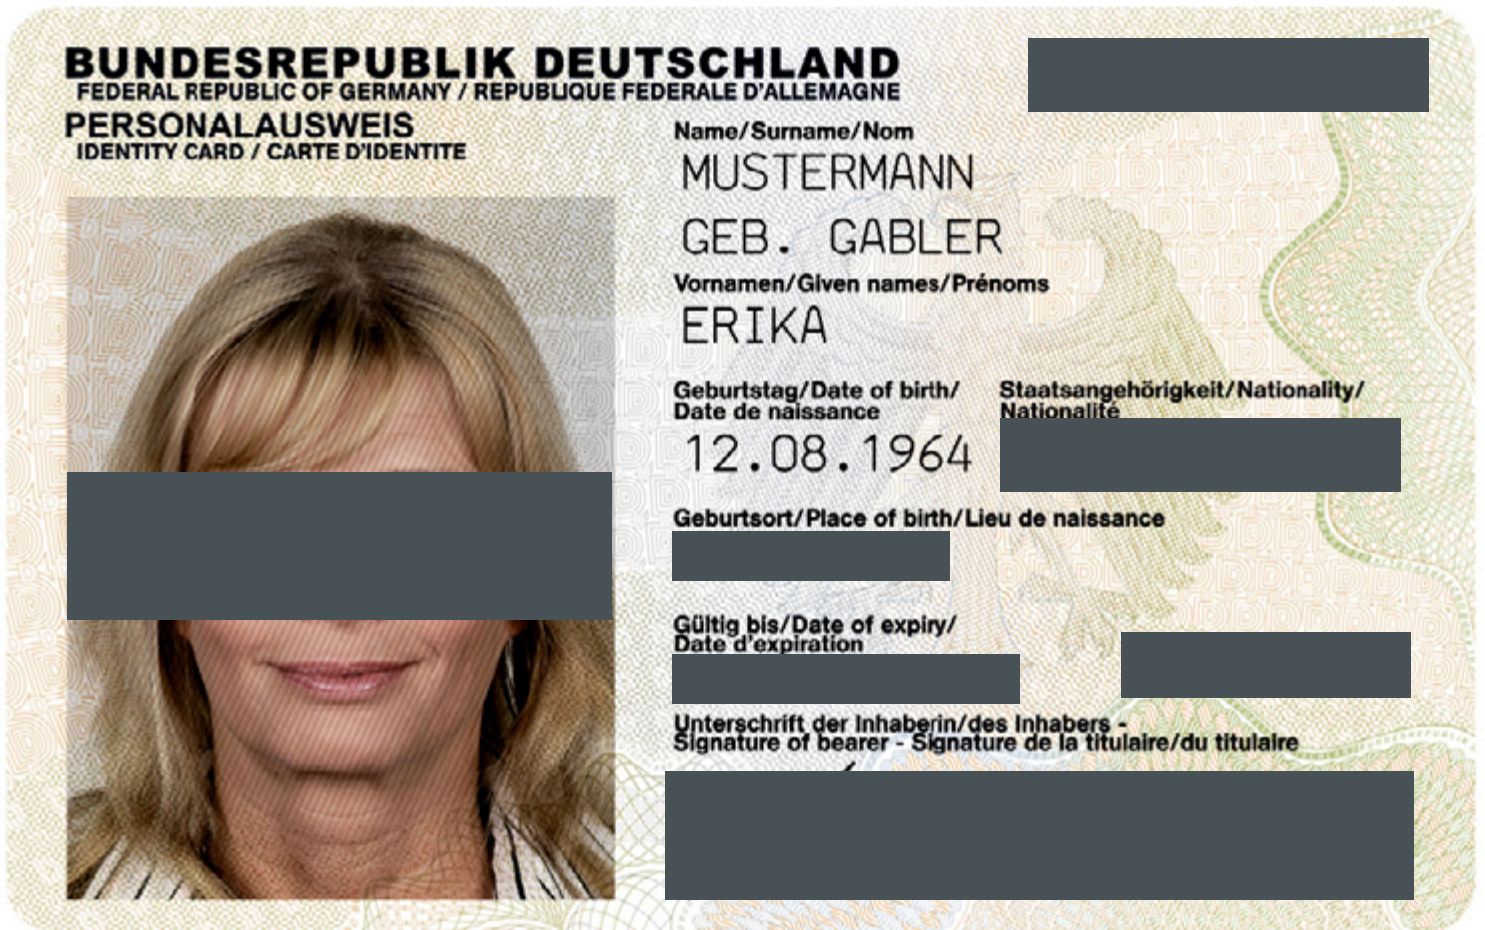 BUNDESREPUBLIK DEUTSCHLAND
FEDERAL REPUBLIC OF GERMANY / REPUBLIQUE FEDERALE D'ALLEMAGNE
PERSONALAUSWEIS
IDENTITY CARD / CARTE D'IDENTITE
Name/Surname/Nom
MUSTERMANN
GEB. GABLER
Vornamen/Given names/Prénoms
ERIKA
Geburtstag/Date of birth/
Date de naissance
12.08.1964
Staatsangehörigkeit/Nationality/
Nationalité
Geburtsort/Place of birth/Lieu de naissance
Gültig bis/Date of expiry/
Date d'expiration
Unterschrift der Inhaberin/des Inhabers -
Signature of bearer - Signature de la titulaire/du titulaire